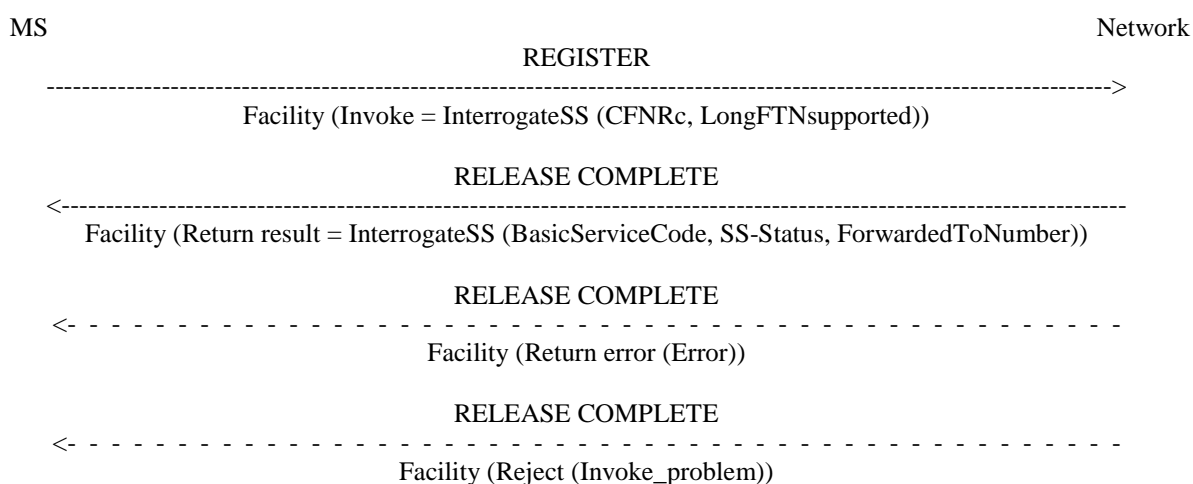 MS Network
REGISTER
Facility (Invoke = InterrogateSS (CFNRc, LongFTNsupported))
RELEASE COMPLETE
Facility (Return result = InterrogateSS (BasicServiceCode, SS-Status, ForwardedToNumber))
RELEASE COMPLETE
Facility (Return error (Error))
RELEASE COMPLETE
Facility (Reject (Invoke_problem))